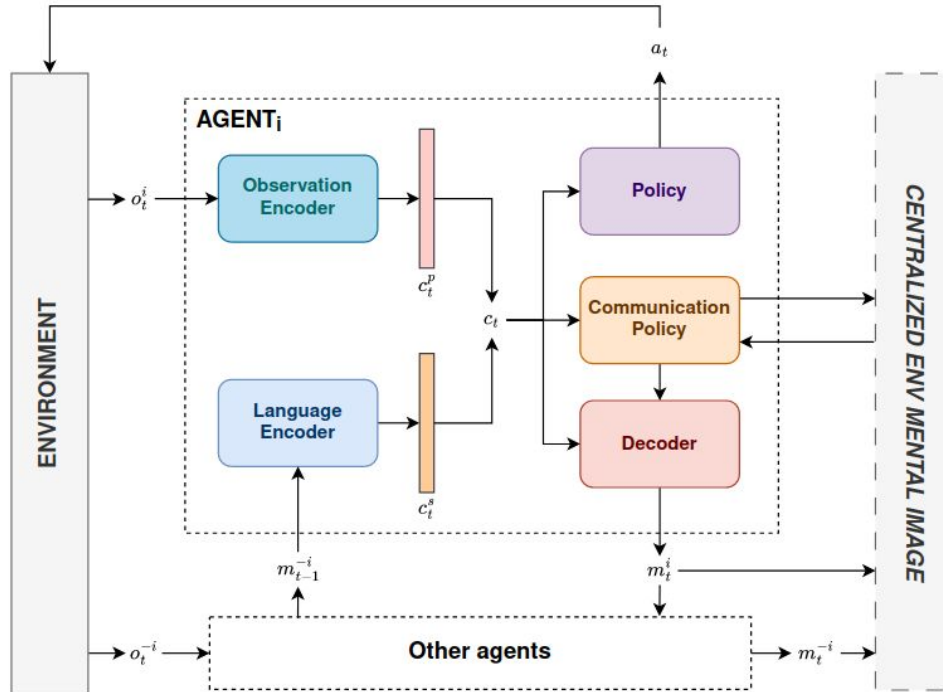 a_t
AGENT_i
o_t^i
Observation
Encoder
c_t^p
Policy
c_t
Communication
Policy
Language
Encoder
c_t^s
Decoder
ENVIRONMENT
CENTRALIZED ENV MENTAL IMAGE
m_{t-1}^{-i}
m_t^i
o_t^{-i}
Other agents
m_t^{-i}